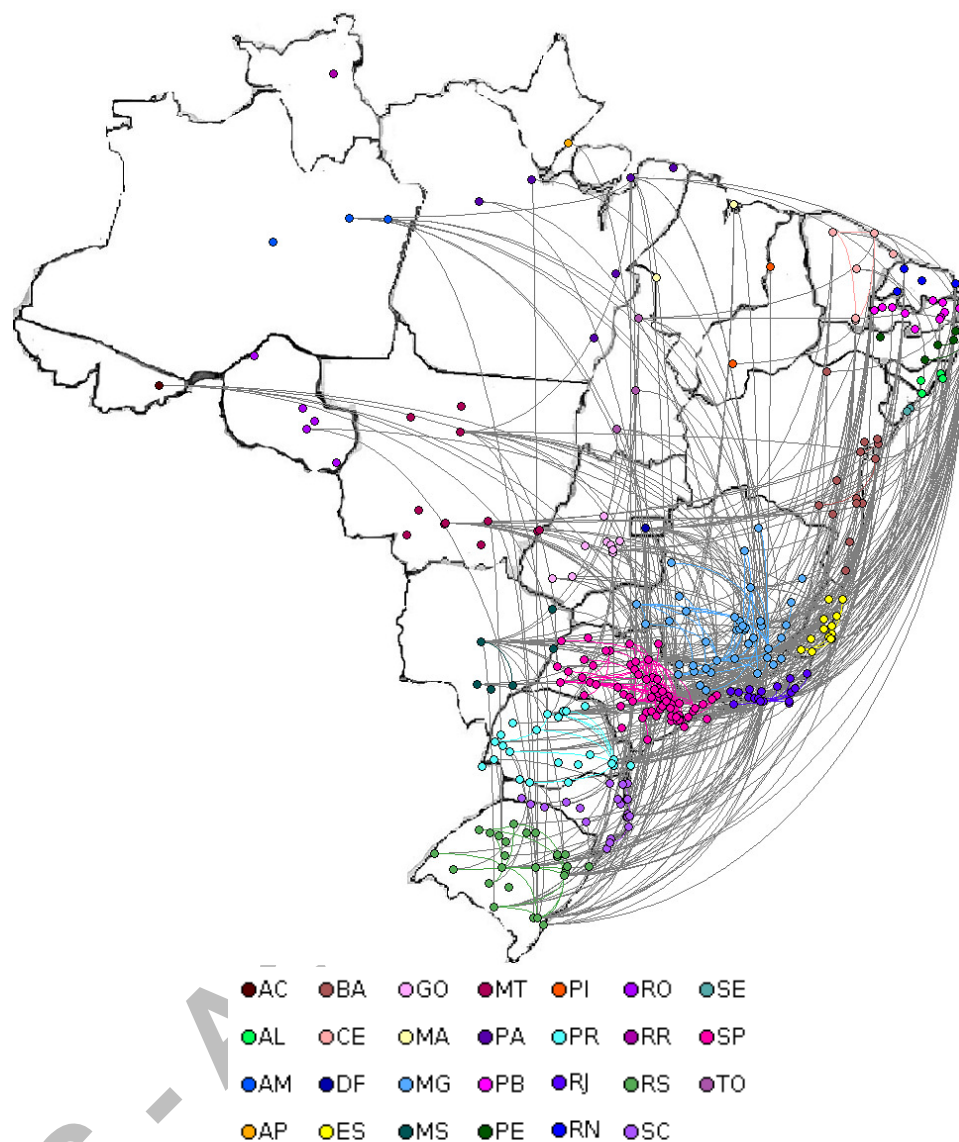 AC BA GO MT PI RO SE
AL CE MA PA PR RR SP
AM DF MG PB RJ RS TO
AP ES MS PE RN SC